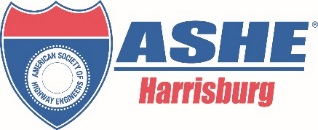 AMERICAN SOCIETY OF
HIGHWAY ENGINEERS
ASHE®
Harrisburg